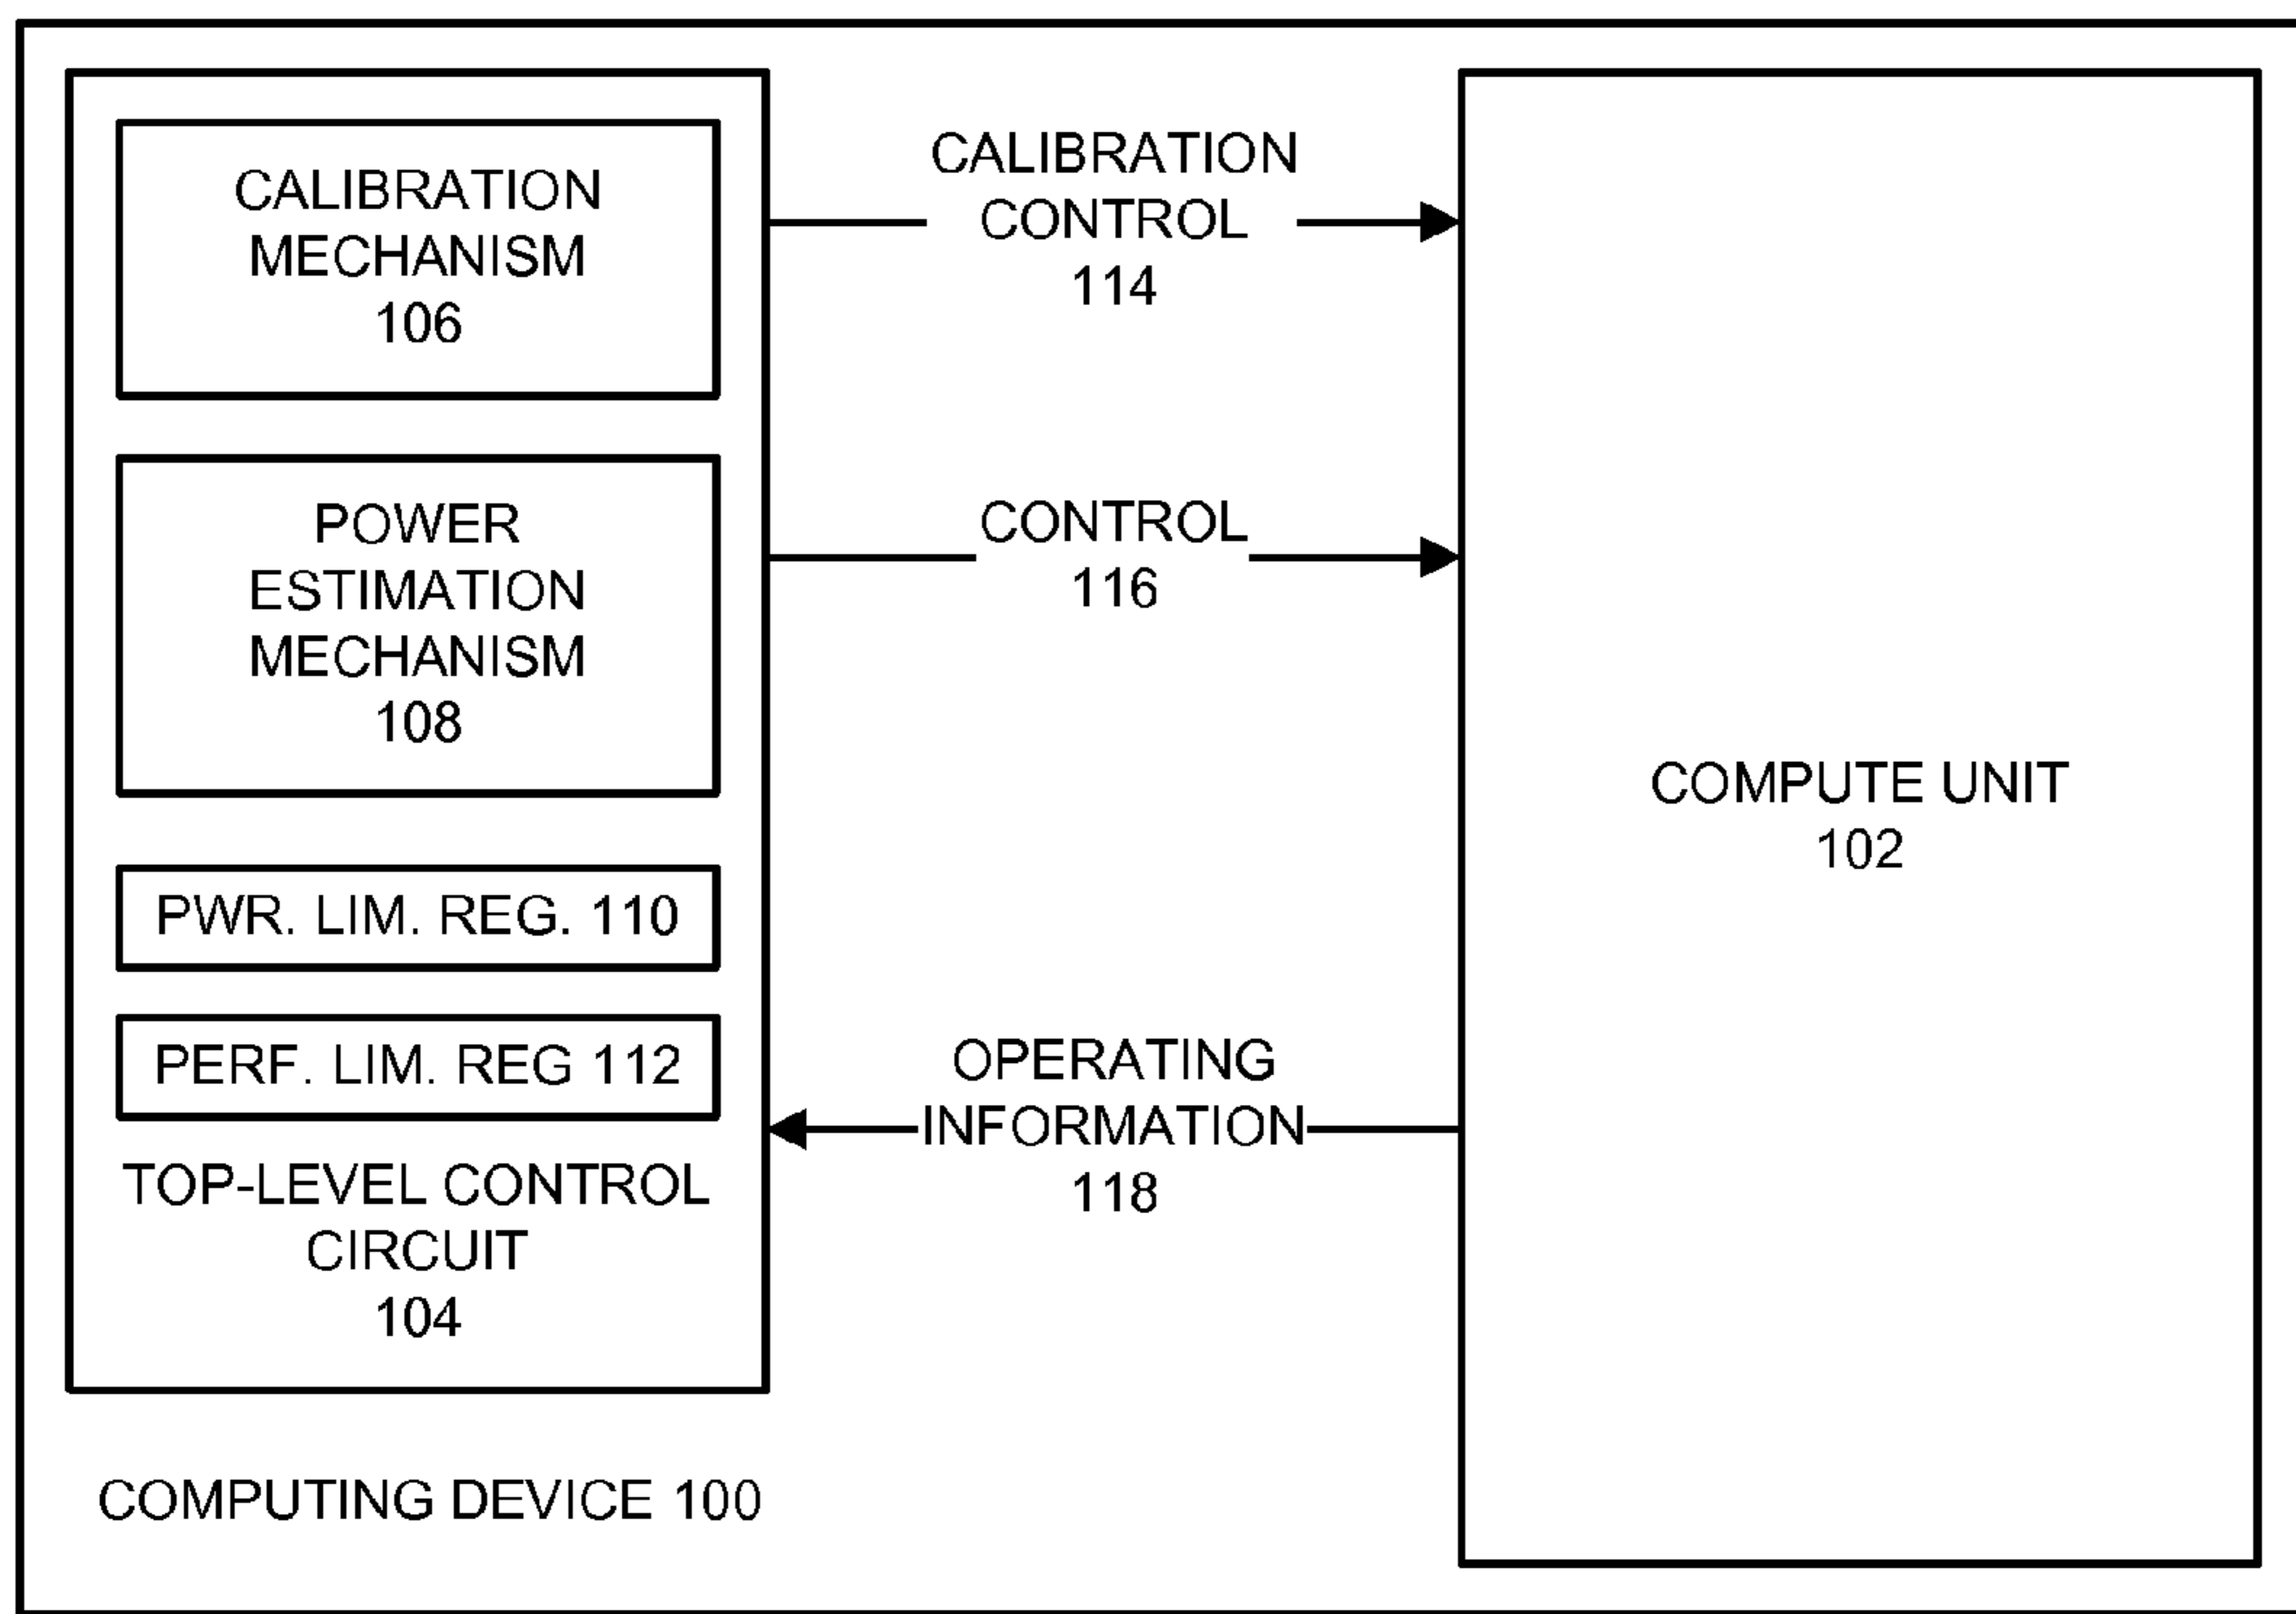 CALIBRATION
MECHANISM
106
POWER
ESTIMATION
MECHANISM
108
PWR. LIM. REG. 110
PERF. LIM. REG 112
TOP-LEVEL CONTROL
CIRCUIT
104
COMPUTING DEVICE 100
CALIBRATION
CONTROL
114
CONTROL
116
OPERATING
INFORMATION
118
COMPUTE UNIT
102